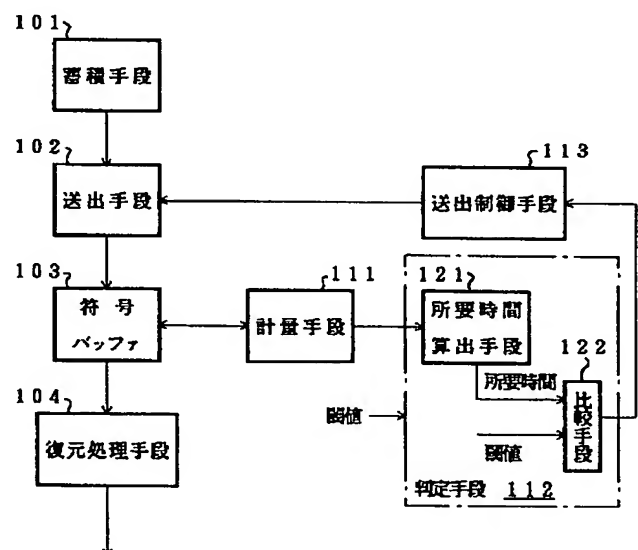 101
蓄積手段
102
送出手段
113
送出制御手段
103
符号
バッファ
111
計量手段
121
所要時間
算出手段
122
所要時間
比較手段
閾値
閾値
判定手段 112
104
復元処理手段